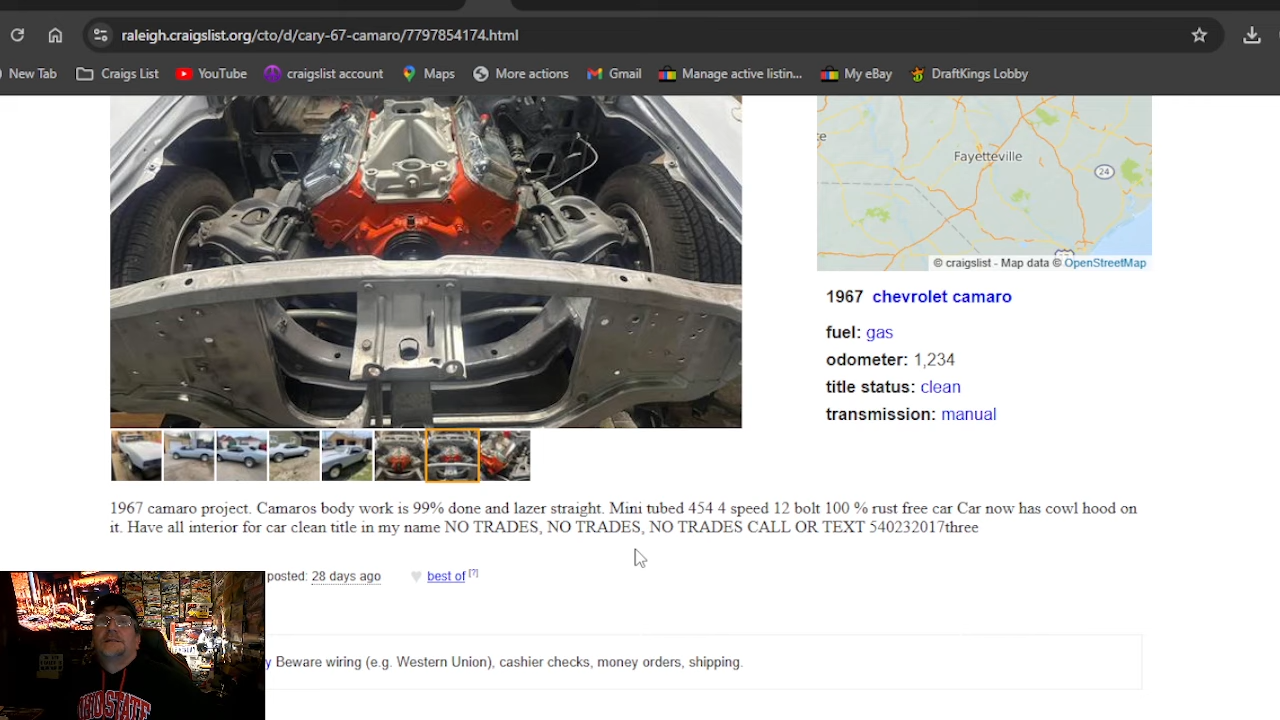 raleigh.craigslist.org/cto/d/cary-67-camaro/7797854174.html
New Tab Craigs List YouTube craigslist account Maps More actions Gmail Manage active listin... My eBay DraftKings Lobby
Fayetteville
24
© craigslist - Map data © OpenStreetMap
1967 chevrolet camaro
fuel: gas
odometer: 1,234
title status: clean
transmission: manual
1967 camaro project. Camaros body work is 99% done and lazer straight. Mini tubed 454 4 speed 12 bolt 100 % rust free car Car now has cowl hood on
it. Have all interior for car clean title in my name NO TRADES, NO TRADES, NO TRADES CALL OR TEXT 540232017three
posted: 28 days ago best of [?]
Beware wiring (e.g. Western Union), cashier checks, money orders, shipping.